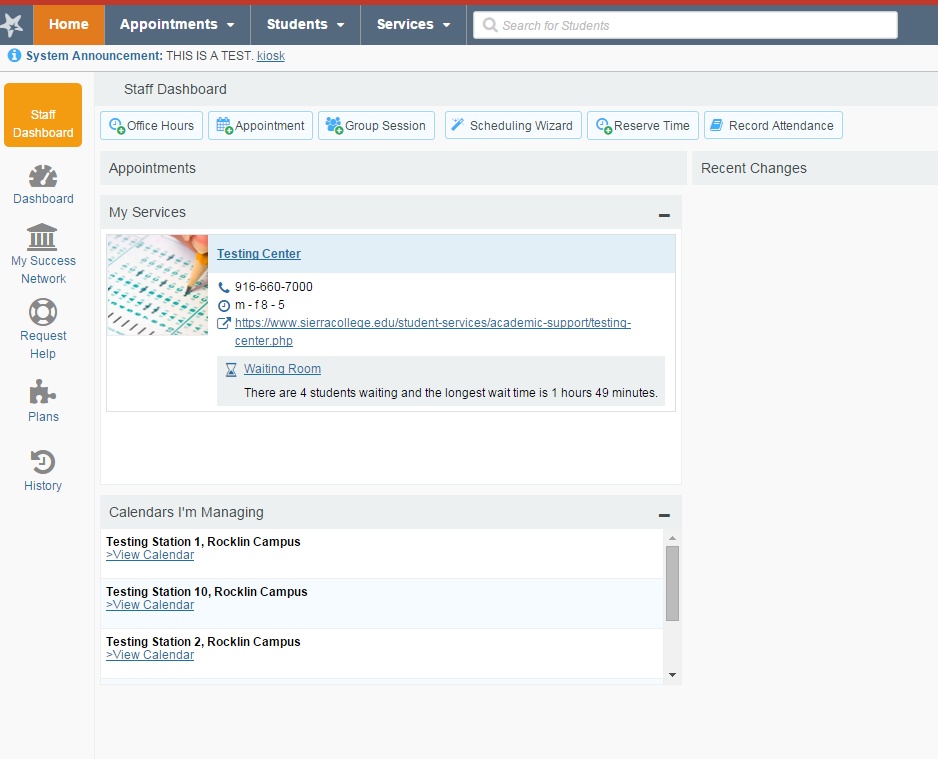 Home Appointments Students Services Search for Students
System Announcement: THIS IS A TEST. kiosk
Staff
Dashboard
Dashboard
My Success
Network
Request
Help
Plans
History
Staff Dashboard
Office Hours Appointment Group Session Scheduling Wizard Reserve Time Record Attendance
Appointments
Recent Changes
My Services
Testing Center
916-660-7000
m - f 8 - 5
https://www.sierracollege.edu/student-services/academic-support/testing-
center.php
Waiting Room
There are 4 students waiting and the longest wait time is 1 hours 49 minutes.
Calendars I'm Managing
Testing Station 1, Rocklin Campus
>View Calendar
Testing Station 10, Rocklin Campus
>View Calendar
Testing Station 2, Rocklin Campus
>View Calendar